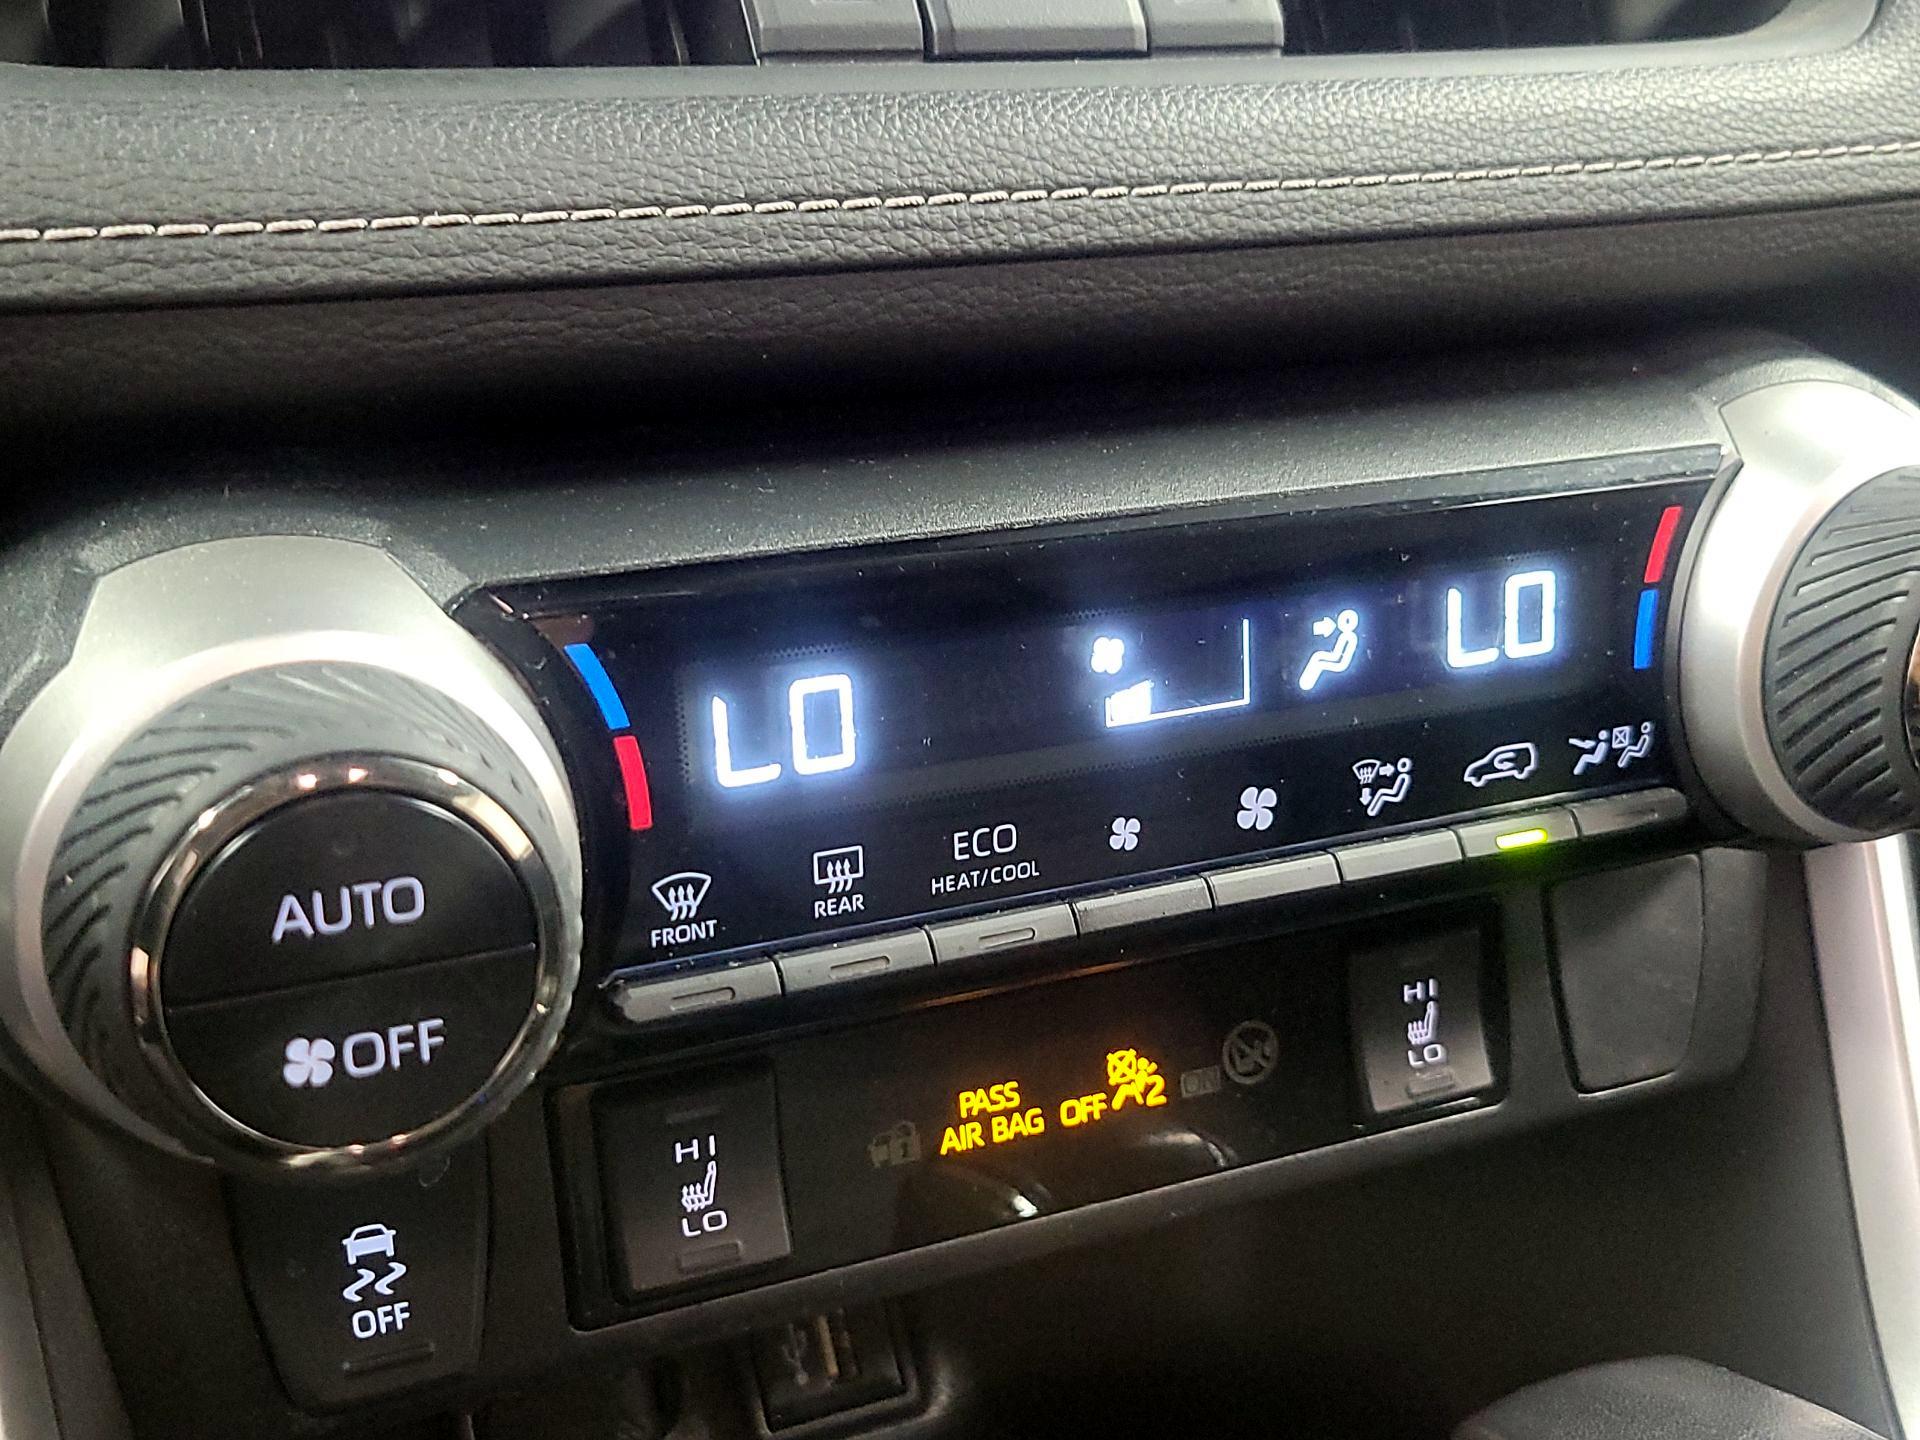 LO
LO
AUTO
OFF
FRONT
REAR
ECO
HEAT/COOL
HI
LO
PASS
AIR BAG OFF 2
ON
HI
LO
OFF